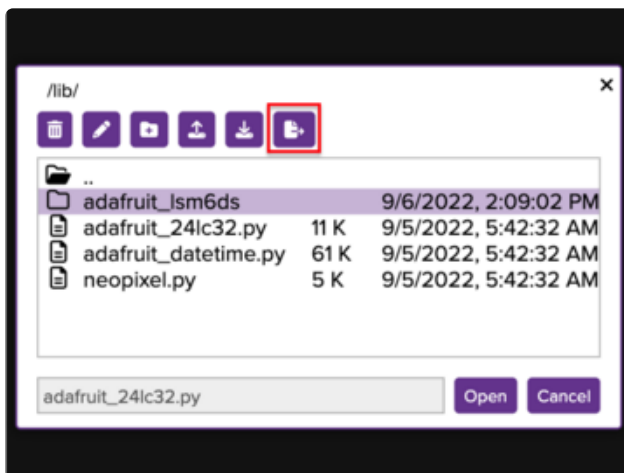 /lib/
..
adafruit_lsm6ds 9/6/2022, 2:09:02 PM
adafruit_24lc32.py 11 K 9/5/2022, 5:42:32 AM
adafruit_datetime.py 61 K 9/5/2022, 5:42:32 AM
neopixel.py 5 K 9/5/2022, 5:42:32 AM
adafruit_24lc32.py Open Cancel